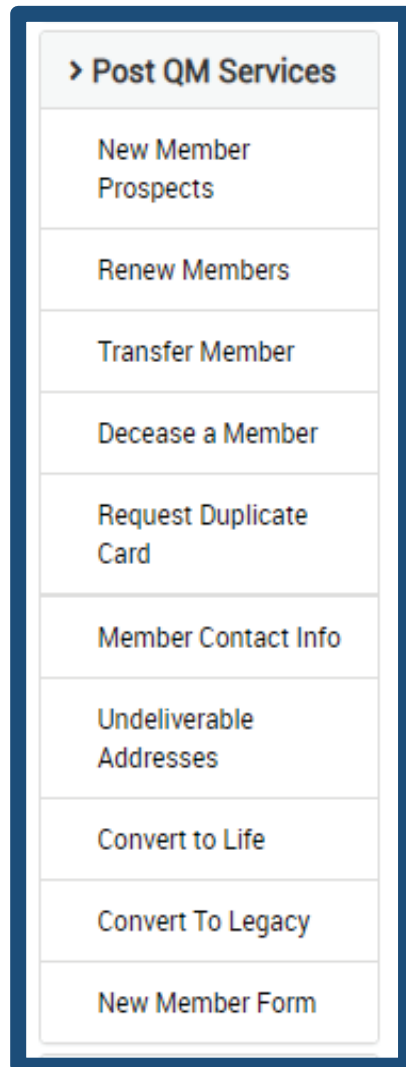 > Post QM Services
New Member
Prospects
Renew Members
Transfer Member
Decease a Member
Request Duplicate
Card
Member Contact Info
Undeliverable
Addresses
Convert to Life
Convert To Legacy
New Member Form